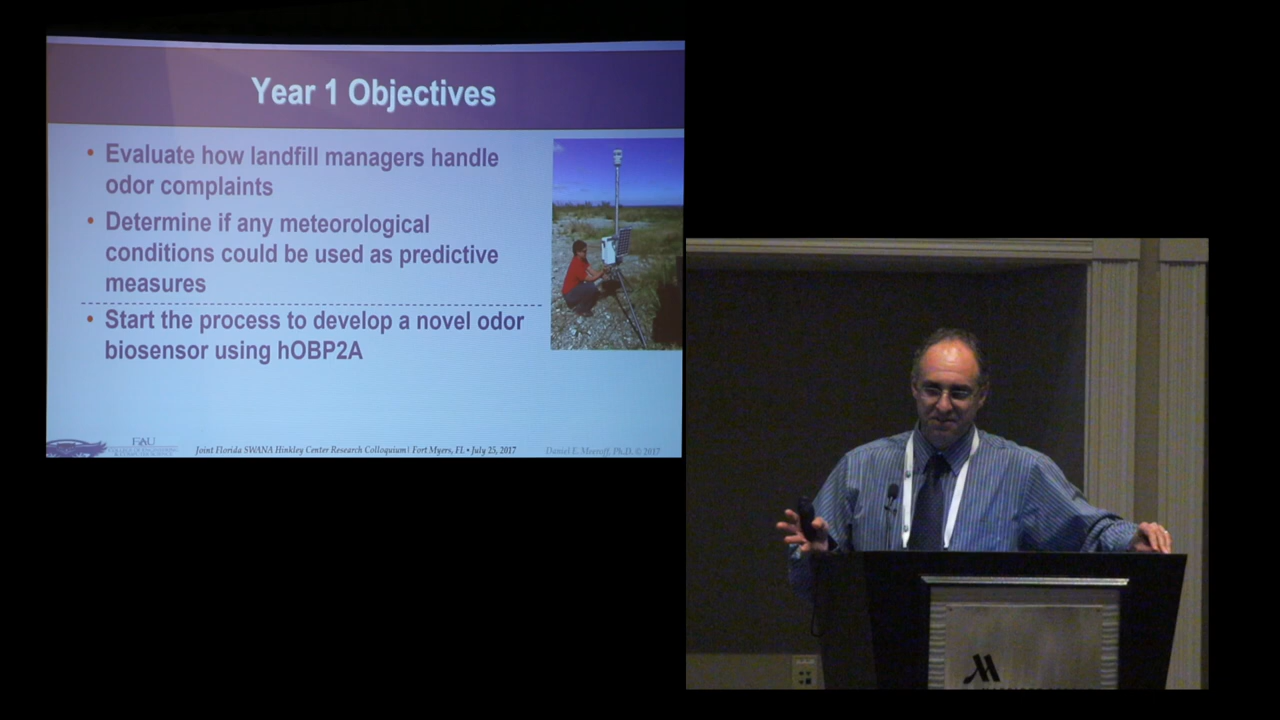 Year 1 Objectives
• Evaluate how landfill managers handle
odor complaints
• Determine if any meteorological
conditions could be used as predictive
measures
• Start the process to develop a novel odor
biosensor using hOBP2A
FAU
Joint Florida SWANA Hinkley Center Research Colloquium | Fort Myers, FL • July 25, 2017
Daniel E. Meeroff, Ph.D. © 2017